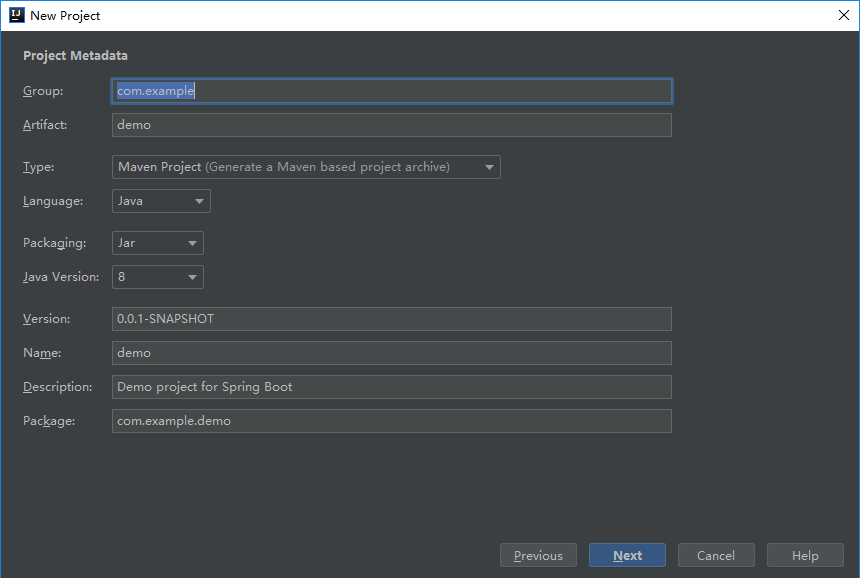 New Project
Project Metadata
Group: com.example
Artifact: demo
Type: Maven Project (Generate a Maven based project archive)
Language: Java
Packaging: Jar
Java Version: 8
Version: 0.0.1-SNAPSHOT
Name: demo
Description: Demo project for Spring Boot
Package: com.example.demo
Previous Next Cancel Help